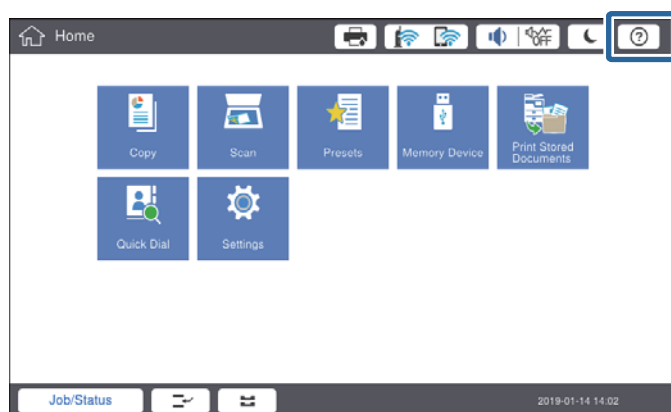 Home
OFF
?
Copy
Scan
Presets
Memory Device
Print Stored
Documents
Quick Dial
Settings
Job/Status
2019-01-14 14:02